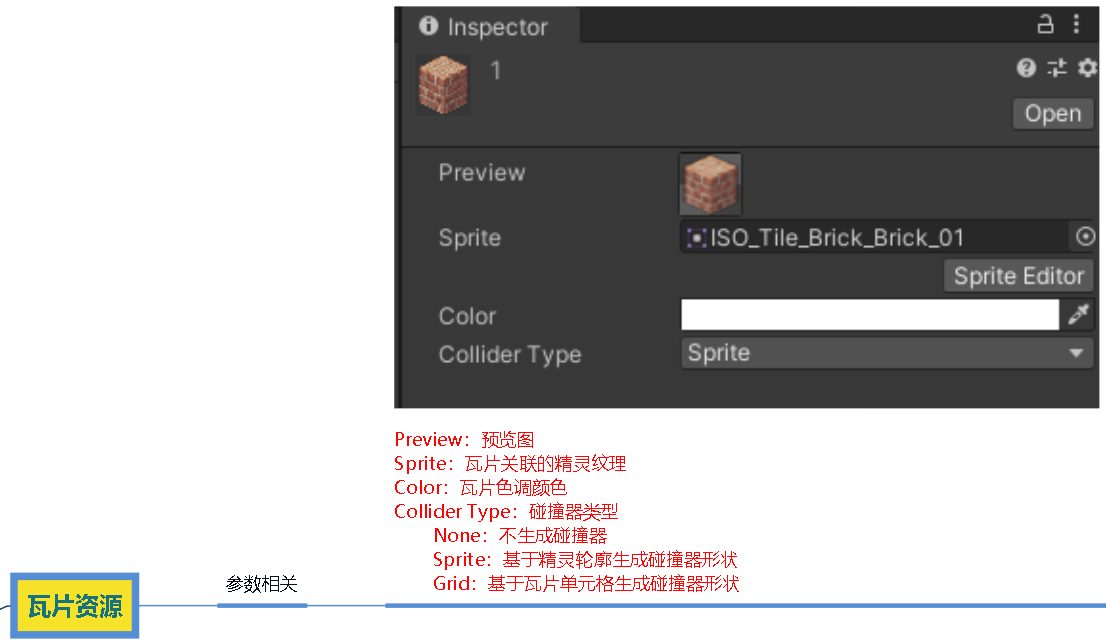 Inspector
1
Open
Preview
Sprite
ISO_Tile_Brick_Brick_01
Sprite Editor
Color
Collider Type
Sprite
Preview：预览图
Sprite：瓦片关联的精灵纹理
Color：瓦片色调颜色
Collider Type：碰撞器类型
None：不生成碰撞器
Sprite：基于精灵轮廓生成碰撞器形状
Grid：基于瓦片单元格生成碰撞器形状
参数相关
瓦片资源